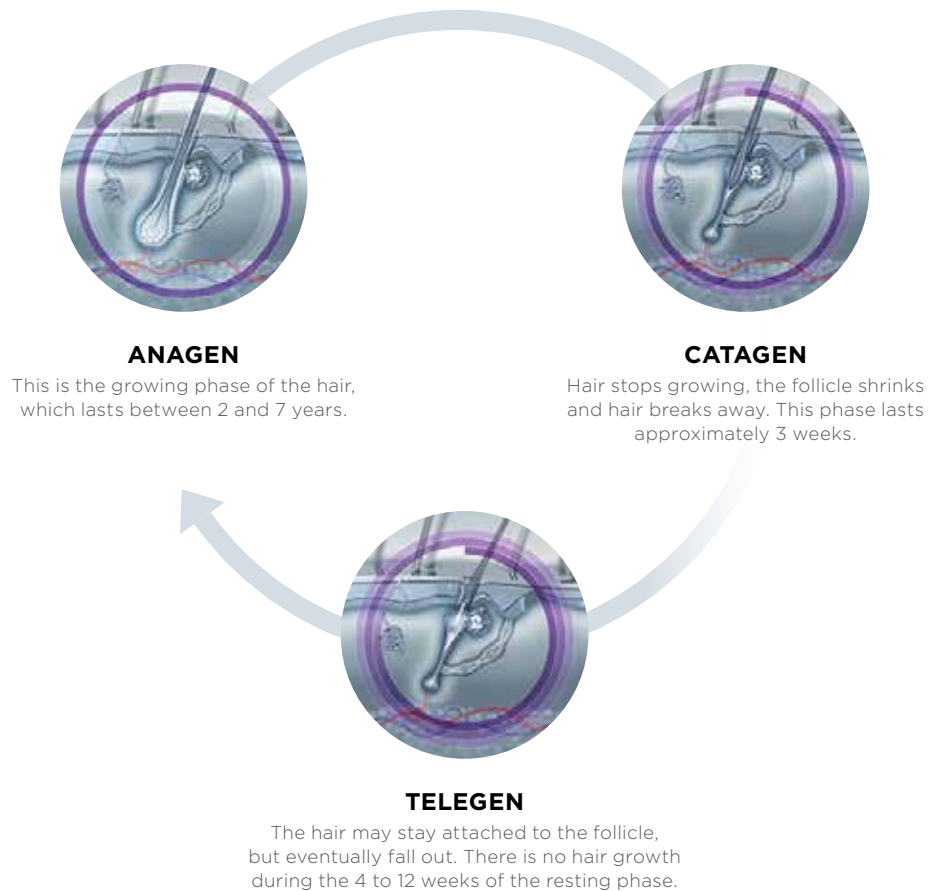 ANAGEN
This is the growing phase of the hair,
which lasts between 2 and 7 years.
CATAGEN
Hair stops growing, the follicle shrinks
and hair breaks away. This phase lasts
approximately 3 weeks.
TELEGEN
The hair may stay attached to the follicle,
but eventually fall out. There is no hair growth
during the 4 to 12 weeks of the resting phase.